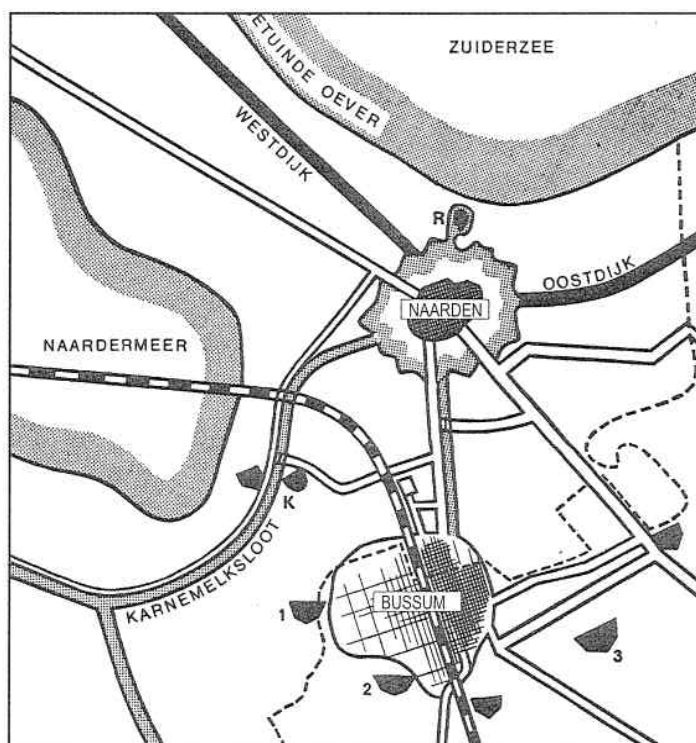 ZUIDERZEE
ETUINDE OEVER
WESTDIJK
R
OOSTDIJK
NAARDEN
NAARDERMEER
K
KARNEMELKSLOOT
BUSSUM
1
2
3